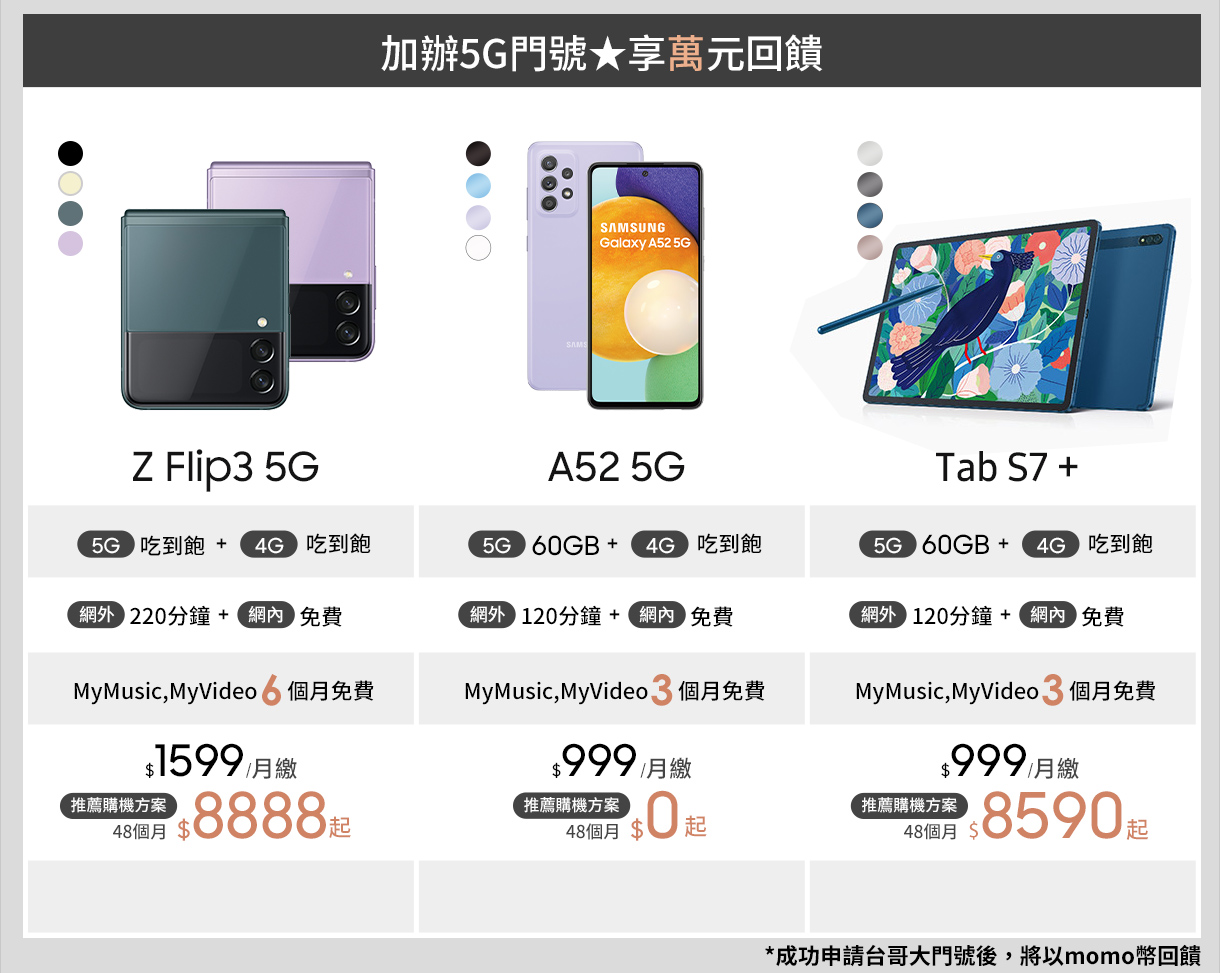 加辦5G門號★享萬元回饋
SAMSUNG
Galaxy A52 5G
SAMS
Z Flip3 5G
A52 5G
Tab S7 +
5G 吃到飽 + 4G 吃到飽
5G 60GB + 4G 吃到飽
5G 60GB + 4G 吃到飽
網外 220分鐘 + 網內 免費
網外 120分鐘 + 網內 免費
網外 120分鐘 + 網內 免費
MyMusic,MyVideo 6 個月免費
MyMusic,MyVideo 3 個月免費
MyMusic,MyVideo 3 個月免費
$1599/月繳
推薦購機方案
48個月 $8888起
$999/月繳
推薦購機方案
48個月 $0起
$999/月繳
推薦購機方案
48個月 $8590起
*成功申請台哥大門號後，將以momo幣回饋